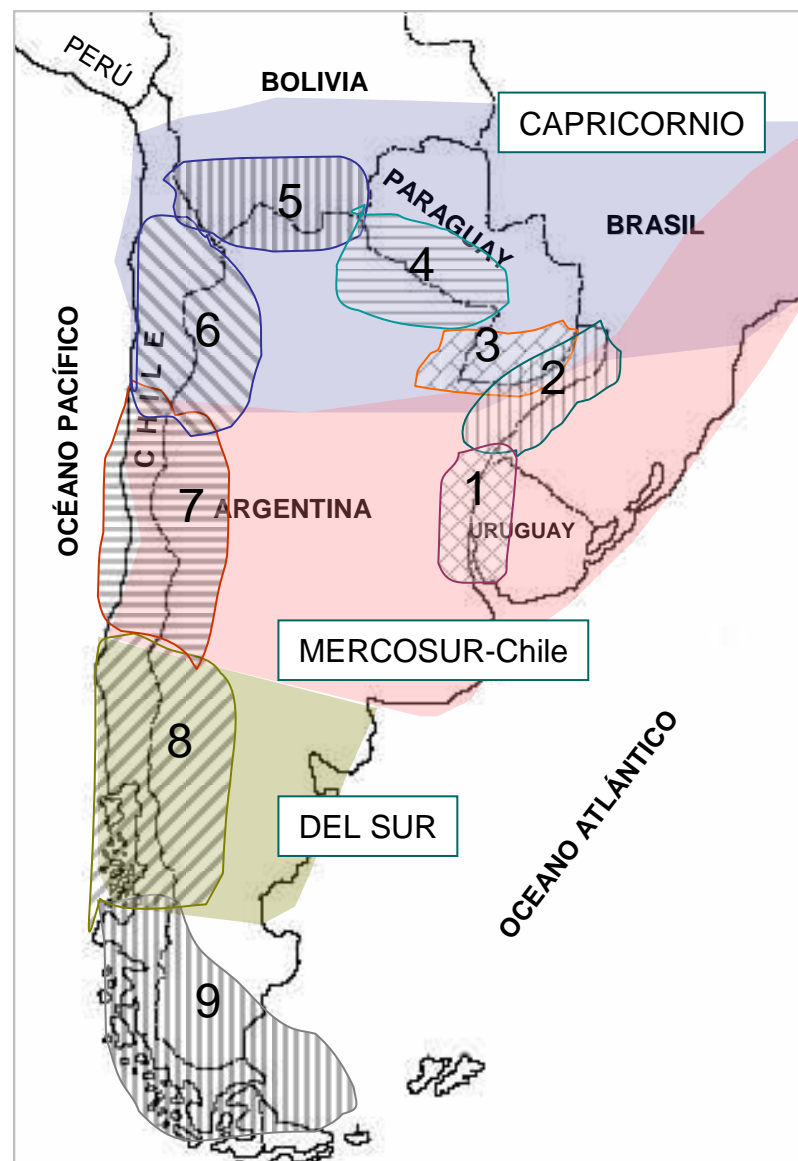 PERÚ
BOLIVIA
CAPRICORNIO
5
PARAGUAY
BRASIL
4
6
3
2
OCÉANO PACÍFICO
CHILE
7
ARGENTINA
1
URUGUAY
MERCOSUR-Chile
8
DEL SUR
OCEANO ATLÁNTICO
9